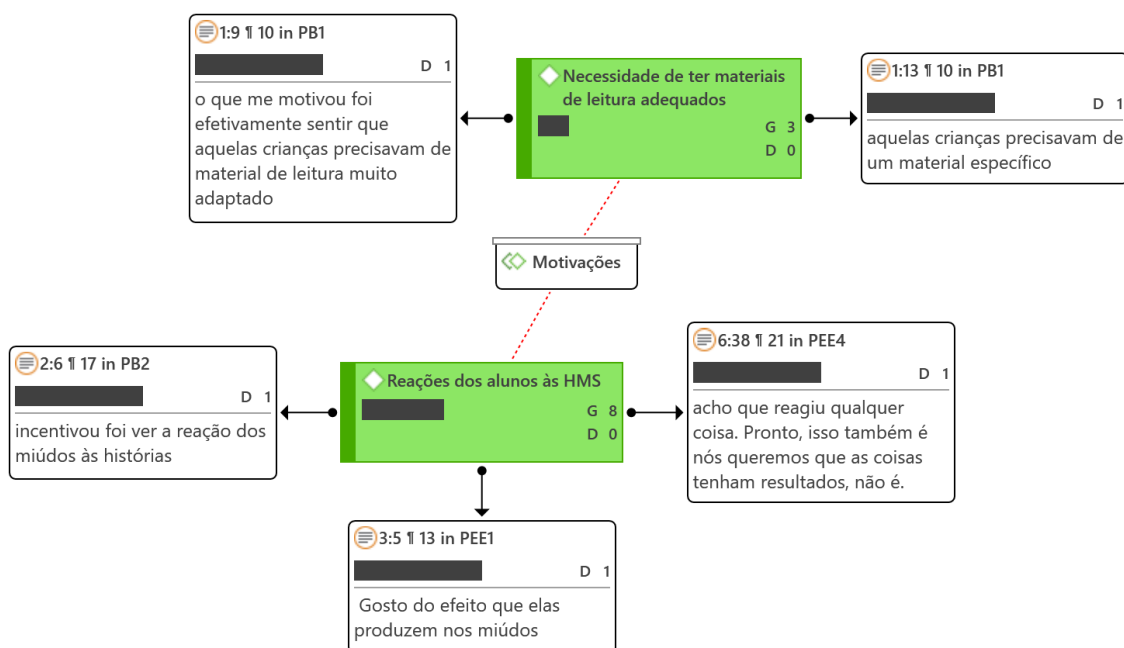 1:9 ¶ 10 in PB1
D 1
o que me motivou foi
efetivamente sentir que
aquelas crianças precisavam de
material de leitura muito
adaptado
Necessidade de ter materiais
de leitura adequados
G 3
D 0
1:13 ¶ 10 in PB1
D 1
aquelas crianças precisavam de
um material específico
Motivações
2:6 ¶ 17 in PB2
D 1
incentivou foi ver a reação dos
miúdos às histórias
Reações dos alunos às HMS
G 8
D 0
6:38 ¶ 21 in PEE4
D 1
acho que reagiu qualquer
coisa. Pronto, isso também é
nós queremos que as coisas
tenham resultados, não é.
3:5 ¶ 13 in PEE1
D 1
Gosto do efeito que elas
produzem nos miúdos